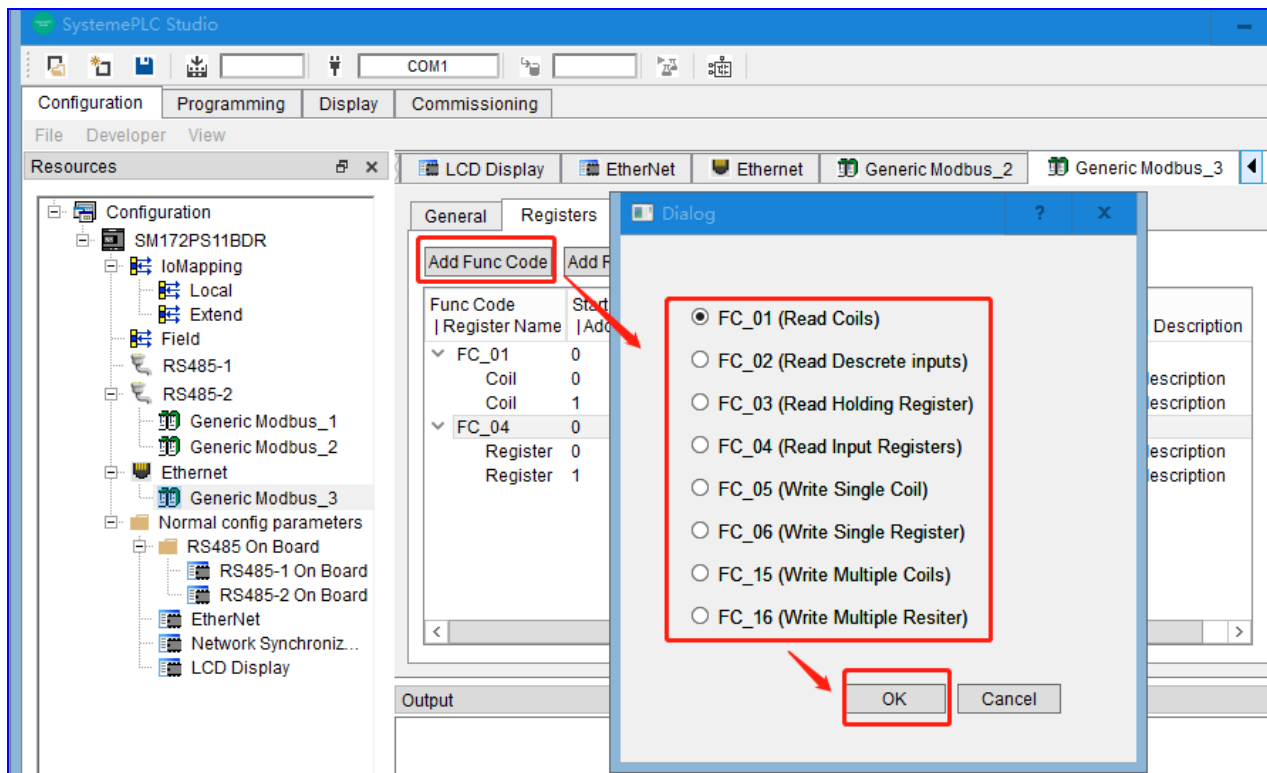 SystemePLC Studio
COM1
Configuration Programming Display Commissioning
File Developer View
Resources
LCD Display EtherNet Ethernet Generic Modbus_2 Generic Modbus_3
Configuration
SM172PS11BDR
IoMapping
Local
Extend
Field
RS485-1
RS485-2
Generic Modbus_1
Generic Modbus_2
Ethernet
Generic Modbus_3
Normal config parameters
RS485 On Board
RS485-1 On Board
RS485-2 On Board
EtherNet
Network Synchroniz...
LCD Display
General Registers
Add Func Code Add
Func Code Start
| Register Name | Description
FC_01 0
Coil 0
Coil 1
FC_04 0
Register 0
Register 1
Dialog ? x
FC_01 (Read Coils)
FC_02 (Read Discrete inputs)
FC_03 (Read Holding Register)
FC_04 (Read Input Registers)
FC_05 (Write Single Coil)
FC_06 (Write Single Register)
FC_15 (Write Multiple Coils)
FC_16 (Write Multiple Resiter)
OK Cancel
Output